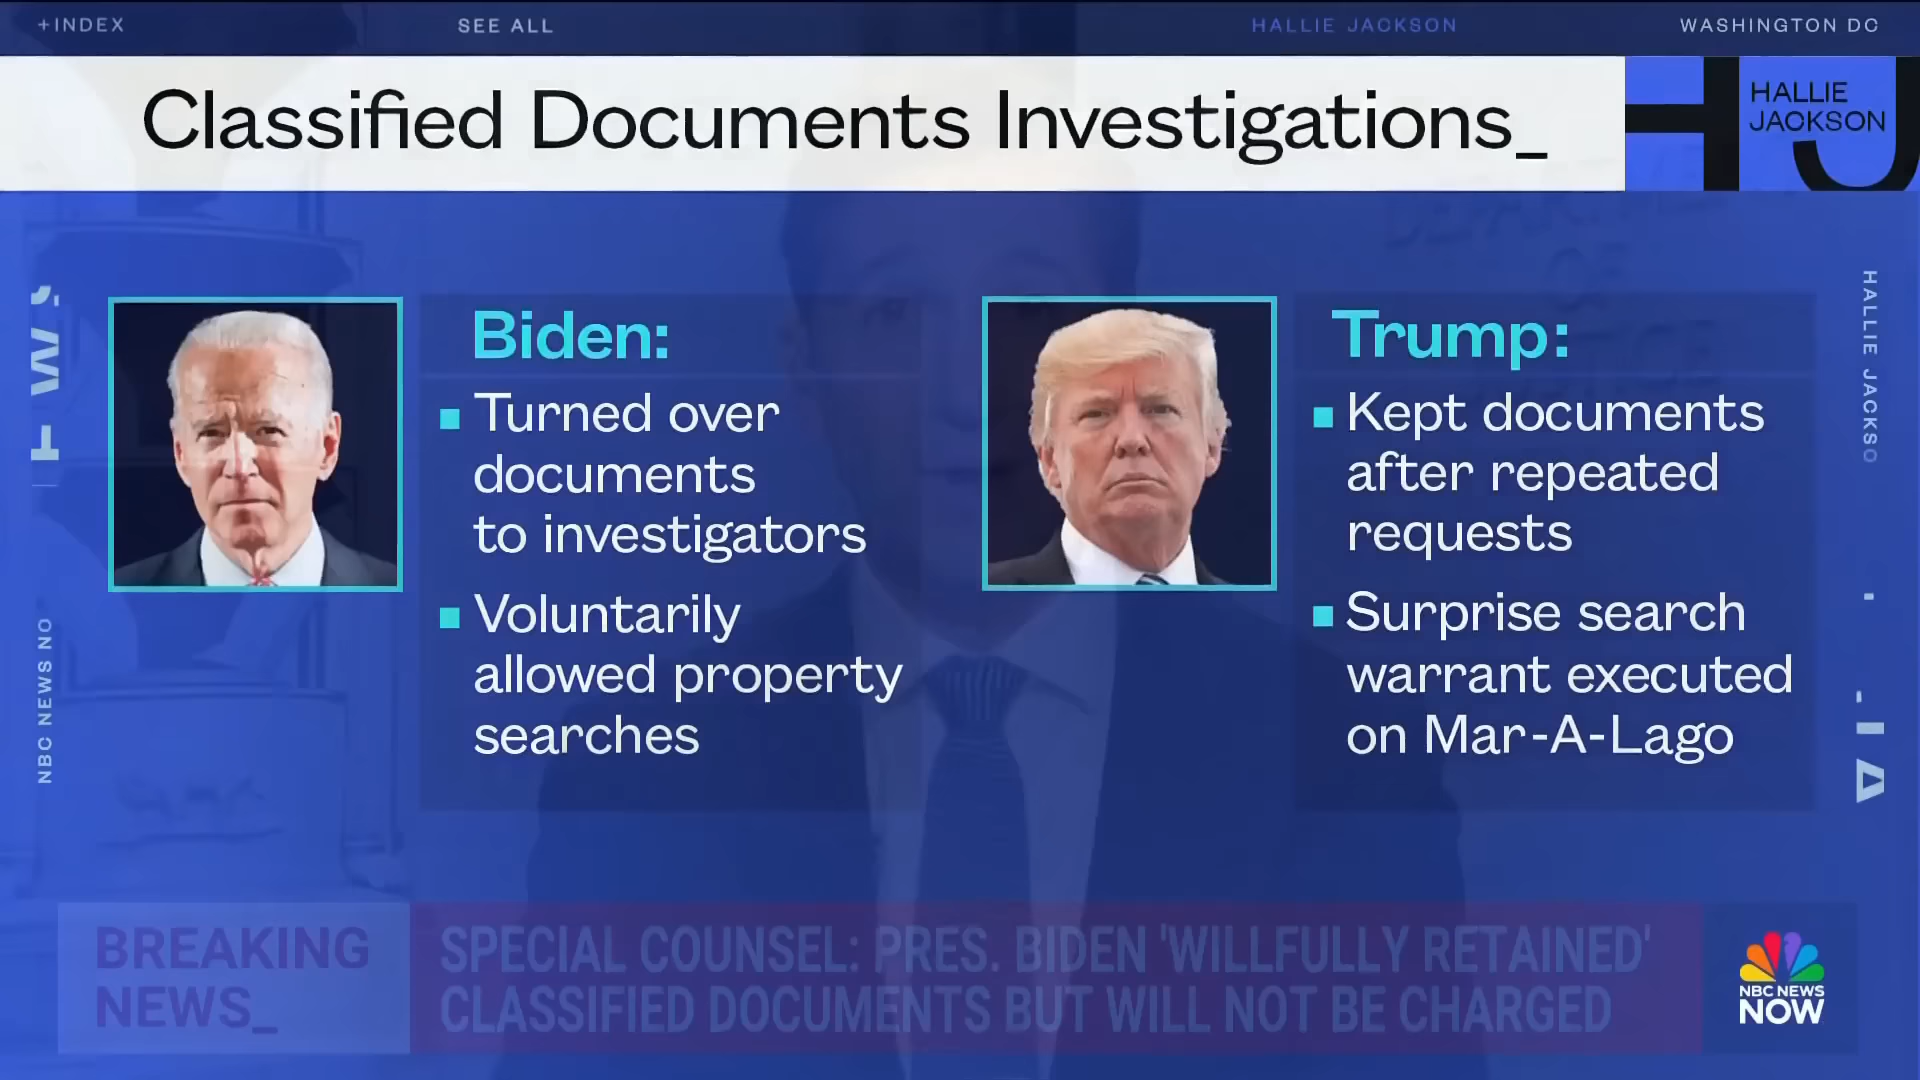 +INDEX
SEE ALL
HALLIE JACKSON
WASHINGTON DC
Classified Documents Investigations_
HALLIE
JACKSON
HJ
Biden:
Turned over
documents
to investigators
Voluntarily
allowed property
searches
Trump:
Kept documents
after repeated
requests
Surprise search
warrant executed
on Mar-A-Lago
NBC NEWS NO
HALLIE JACKSO
BREAKING
NEWS_
SPECIAL COUNSEL: PRES. BIDEN 'WILLFULLY RETAINED'
CLASSIFIED DOCUMENTS BUT WILL NOT BE CHARGED
NBC NEWS
NOW